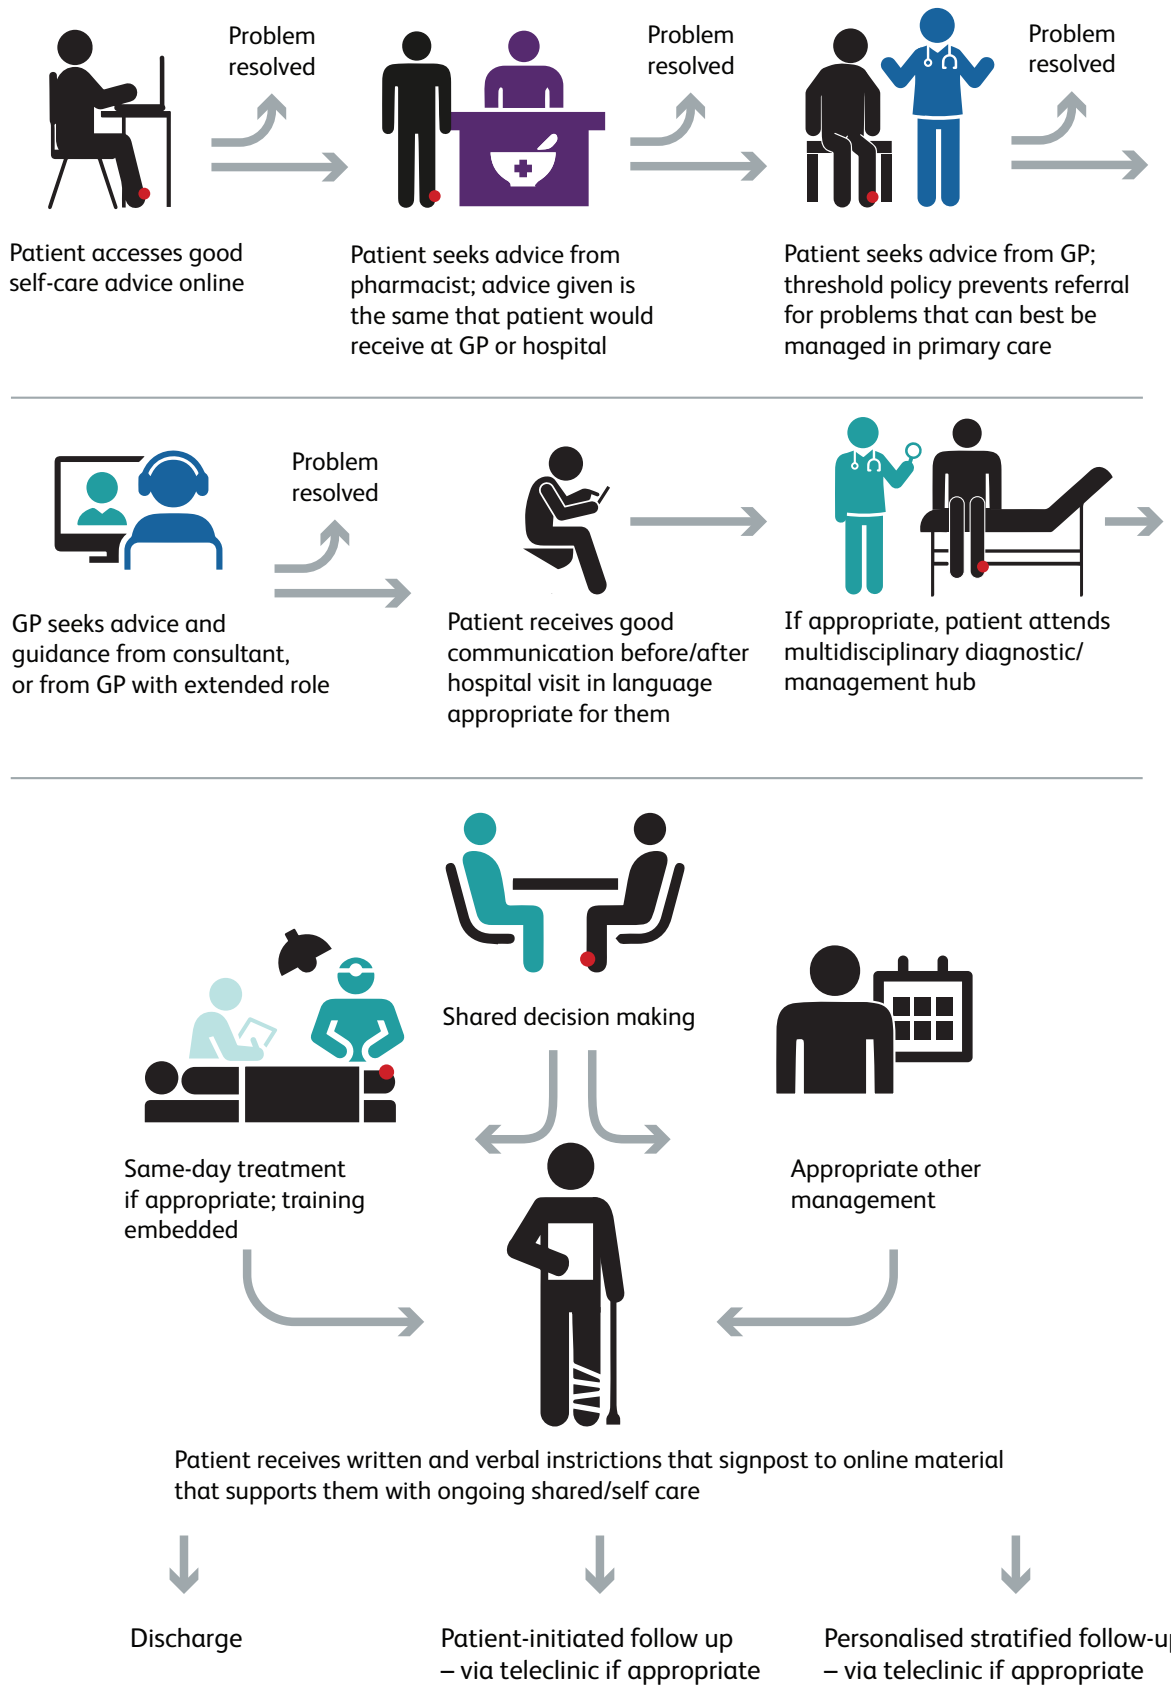 Problem
resolved
Problem
resolved
Problem
resolved
Patient accesses good
self-care advice online
Patient seeks advice from
pharmacist; advice given is
the same that patient would
receive at GP or hospital
Patient seeks advice from GP;
threshold policy prevents referral
for problems that can best be
managed in primary care
Problem
resolved
GP seeks advice and
guidance from consultant,
or from GP with extended role
Patient receives good
communication before/after
hospital visit in language
appropriate for them
If appropriate, patient attends
multidisciplinary diagnostic/
management hub
Shared decision making
Same-day treatment
if appropriate; training
embedded
Appropriate other
management
Patient receives written and verbal instrictions that signpost to online material
that supports them with ongoing shared/self care
Discharge
Patient-initiated follow up
– via teleclinic if appropriate
Personalised stratified follow-up
– via teleclinic if appropriate